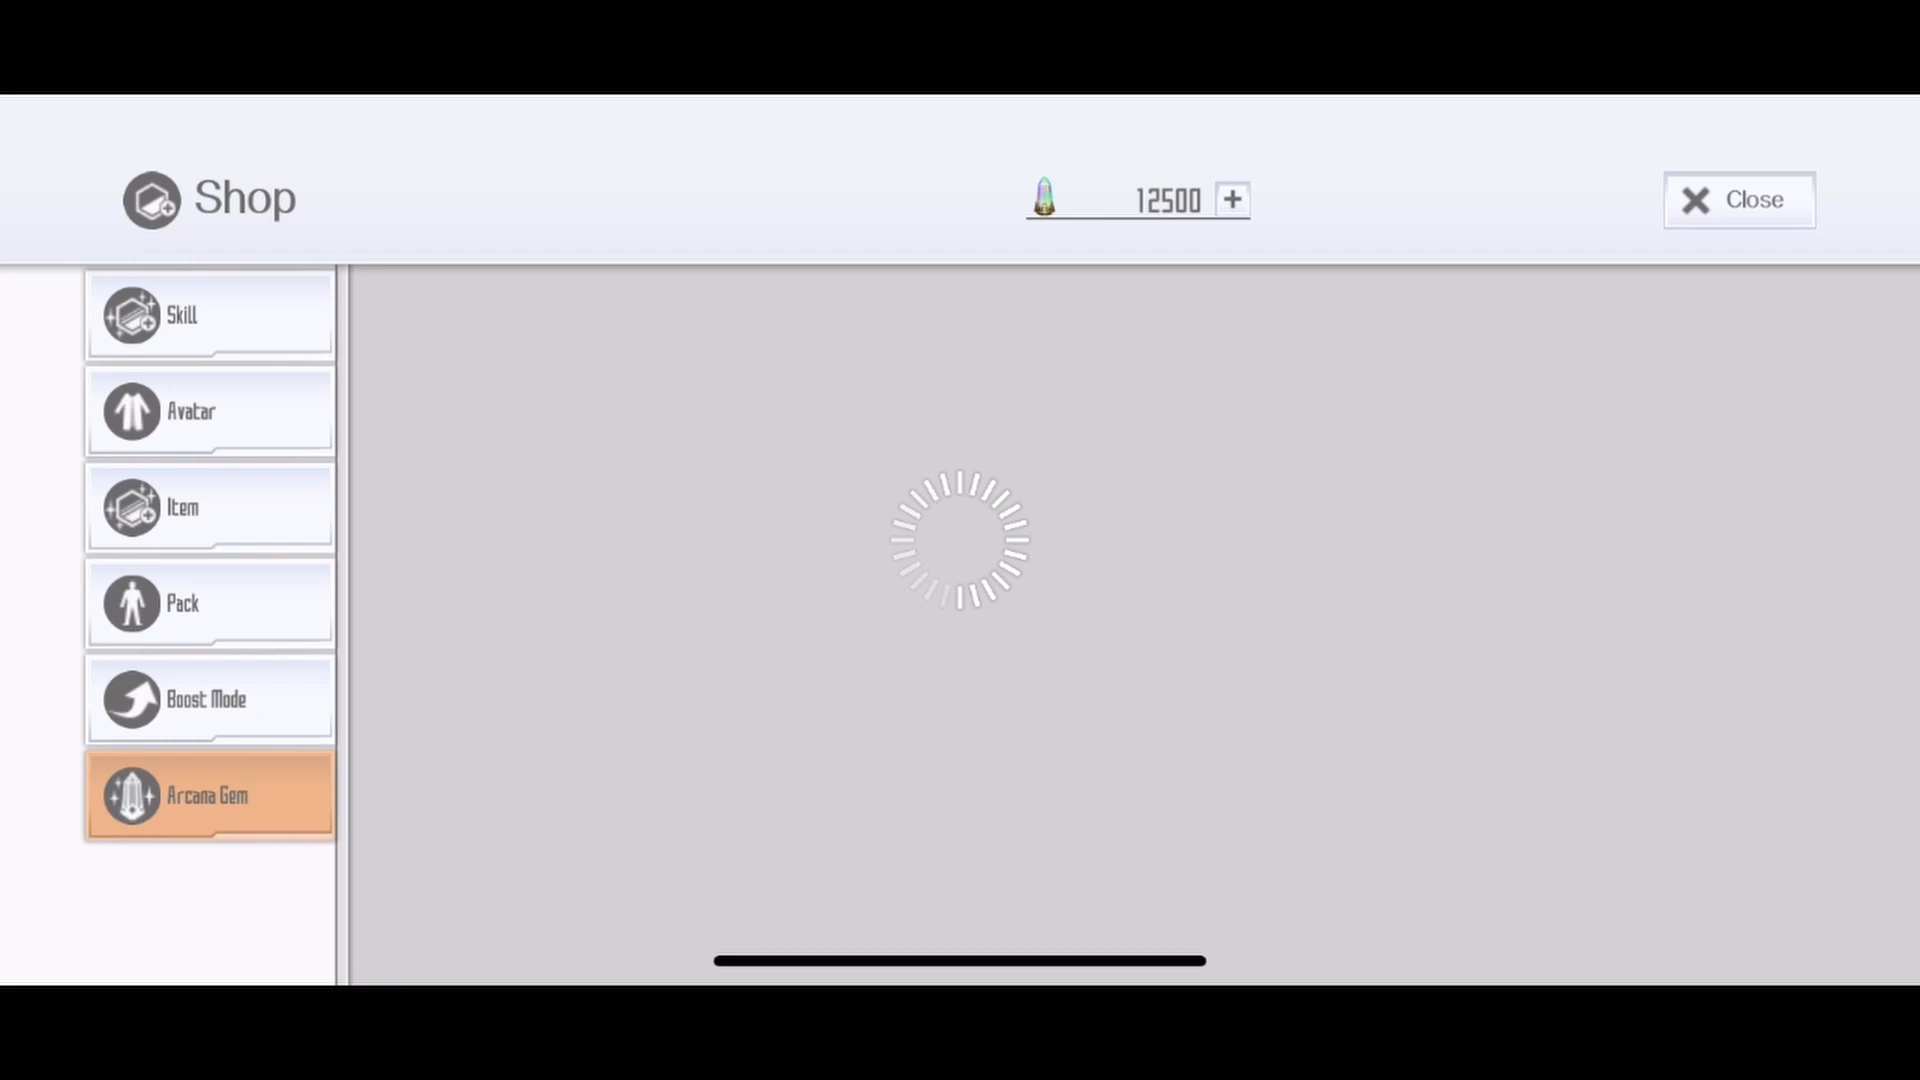 Shop
12500
Close
Skill
Avatar
Item
Pack
Boost Mode
Arcana Gem